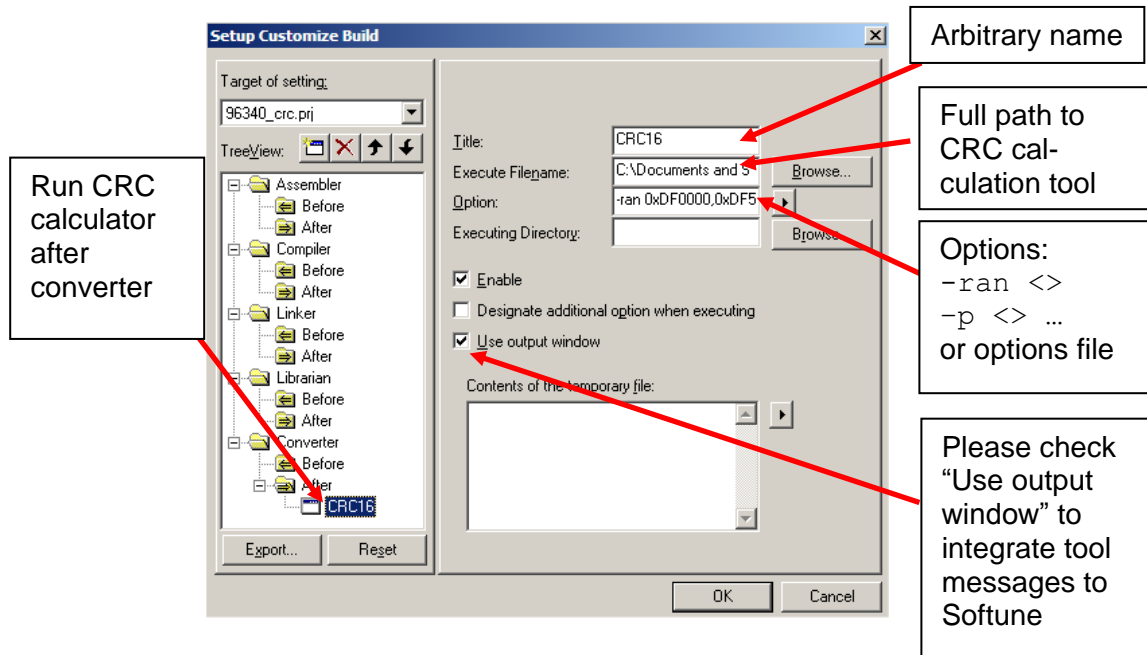 Setup Customize Build
Target of setting:
96340_crc.prj
TreeView:
Assembler
Before
After
Compiler
Before
After
Linker
Before
After
Librarian
Before
After
Converter
Before
After
CRC16
Export...
Reset
Title:
CRC16
Execute Filename:
C:\Documents and S
Browse...
Option:
-ran 0xDF0000,0xDF5
Executing Directory:
Browse...
Enable
Designate additional option when executing
Use output window
Contents of the temporary file:
OK
Cancel
Run CRC
calculator
after
converter
Arbitrary name
Full path to
CRC cal-
culation tool
Options:
-ran <>
–p <> …
or options file
Please check
“Use output
window” to
integrate tool
messages to
Softune